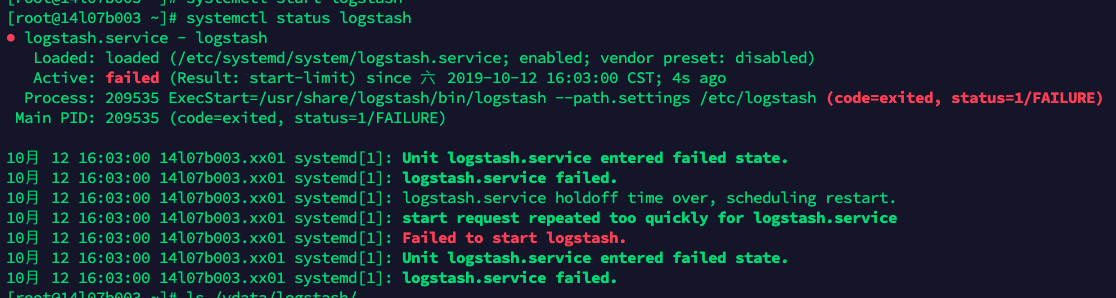 [root@14l07b003 ~]# systemctl start logstash
[root@14l07b003 ~]# systemctl status logstash
● logstash.service - logstash
Loaded: loaded (/etc/systemd/system/logstash.service; enabled; vendor preset: disabled)
Active: failed (Result: start-limit) since 六 2019-10-12 16:03:00 CST; 4s ago
Process: 209535 ExecStart=/usr/share/logstash/bin/logstash --path.settings /etc/logstash (code=exited, status=1/FAILURE)
Main PID: 209535 (code=exited, status=1/FAILURE)
10月 12 16:03:00 14l07b003.xx01 systemd[1]: Unit logstash.service entered failed state.
10月 12 16:03:00 14l07b003.xx01 systemd[1]: logstash.service failed.
10月 12 16:03:00 14l07b003.xx01 systemd[1]: logstash.service holdoff time over, scheduling restart.
10月 12 16:03:00 14l07b003.xx01 systemd[1]: start request repeated too quickly for logstash.service
10月 12 16:03:00 14l07b003.xx01 systemd[1]: Failed to start logstash.
10月 12 16:03:00 14l07b003.xx01 systemd[1]: Unit logstash.service entered failed state.
10月 12 16:03:00 14l07b003.xx01 systemd[1]: logstash.service failed.
[root@14l07b003 ~]# ls /vdata/logstash/